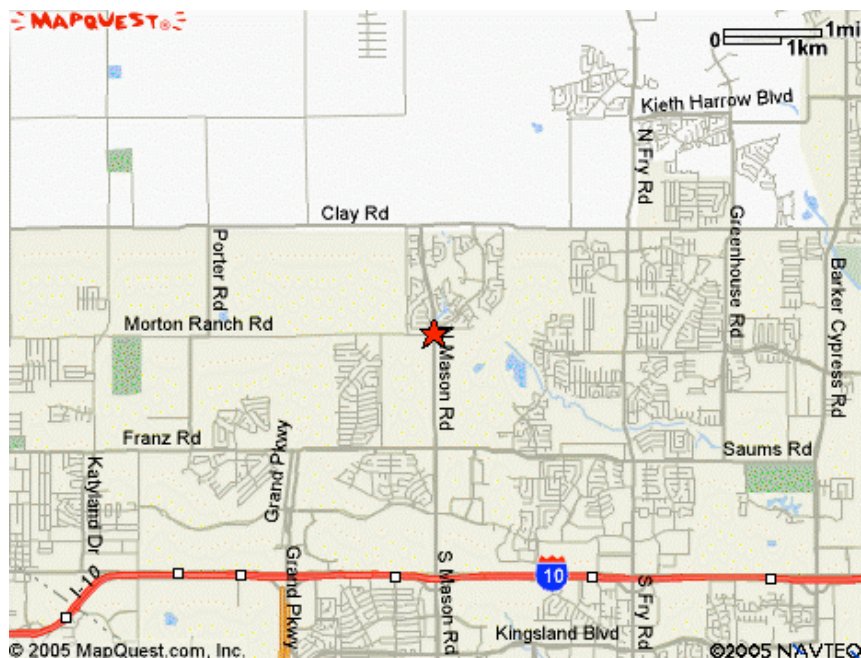 MAPQUEST®
0 1mi
1km
Kieth Harrow Blvd
N Fry Rd
Clay Rd
Greenhouse Rd
Porter Rd
Barker Cypress Rd
Morton Ranch Rd
N Mason Rd
Franz Rd
Saums Rd
Grand Pkwy
Katyland Dr
I-10
Grand Pkwy
S Mason Rd
10
S Fry Rd
Kingsland Blvd
© 2005 MapQuest.com, Inc.
©2005 NAVTEQ